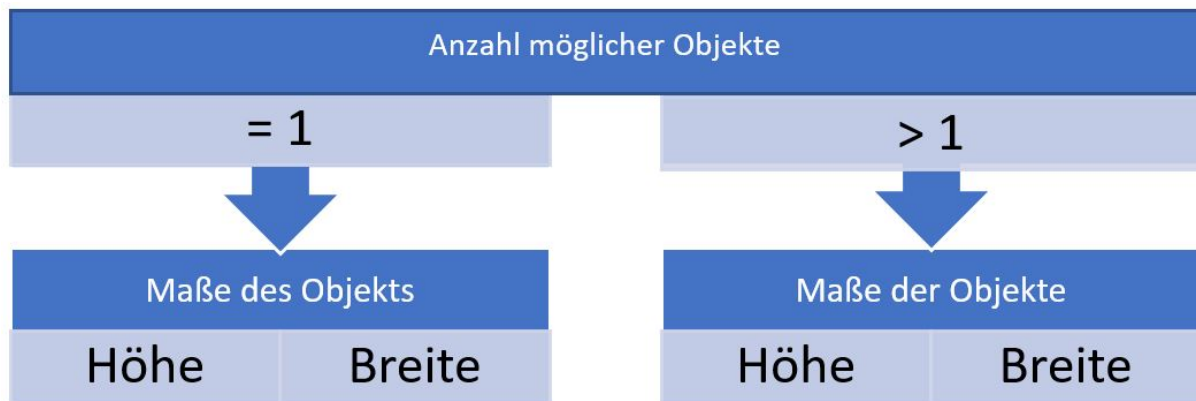 Anzahl möglicher Objekte
= 1
> 1
Maße des Objekts
Maße der Objekte
Höhe
Breite
Höhe
Breite